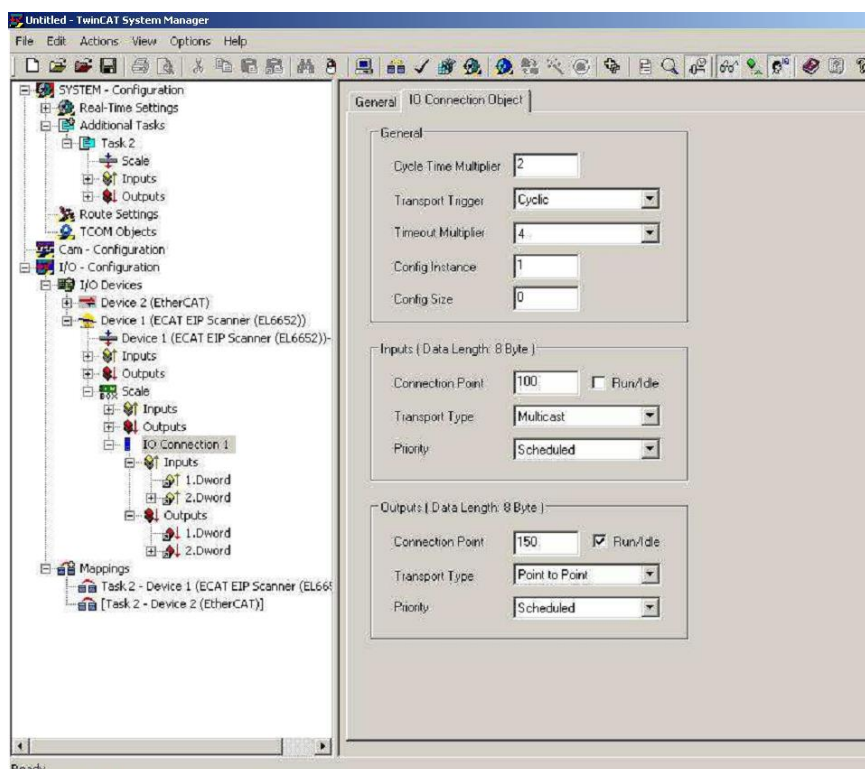 Untitled - TwinCAT System Manager
File Edit Actions View Options Help
SYSTEM - Configuration
Real-Time Settings
Additional Tasks
Task 2
Scale
Inputs
Outputs
Route Settings
TCOM Objects
Cam - Configuration
I/O - Configuration
I/O Devices
Device 2 (EtherCAT)
Device 1 (ECAT EIP Scanner (EL6652))
Device 1 (ECAT EIP Scanner (EL6652))-
Inputs
Outputs
Scale
Inputs
Outputs
IO Connection 1
Inputs
1.Dword
2.Dword
Outputs
1.Dword
2.Dword
Mappings
Task 2 - Device 1 (ECAT EIP Scanner (EL665
[Task 2 - Device 2 (EtherCAT)]
General IO Connection Object
General
Cycle Time Multiplier 2
Transport Trigger Cyclic
Timeout Multiplier 4
Config Instance 1
Config Size 0
Inputs ( Data Length: 8 Byte )
Connection Point 100 Run/Idle
Transport Type Multicast
Priority Scheduled
Outputs ( Data Length: 8 Byte )
Connection Point 150 Run/Idle
Transport Type Point to Point
Priority Scheduled
Ready